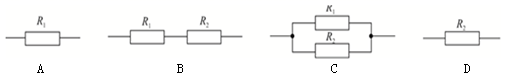 R₁ R₁ R₂ R₁ R₂ R₂
A B C D